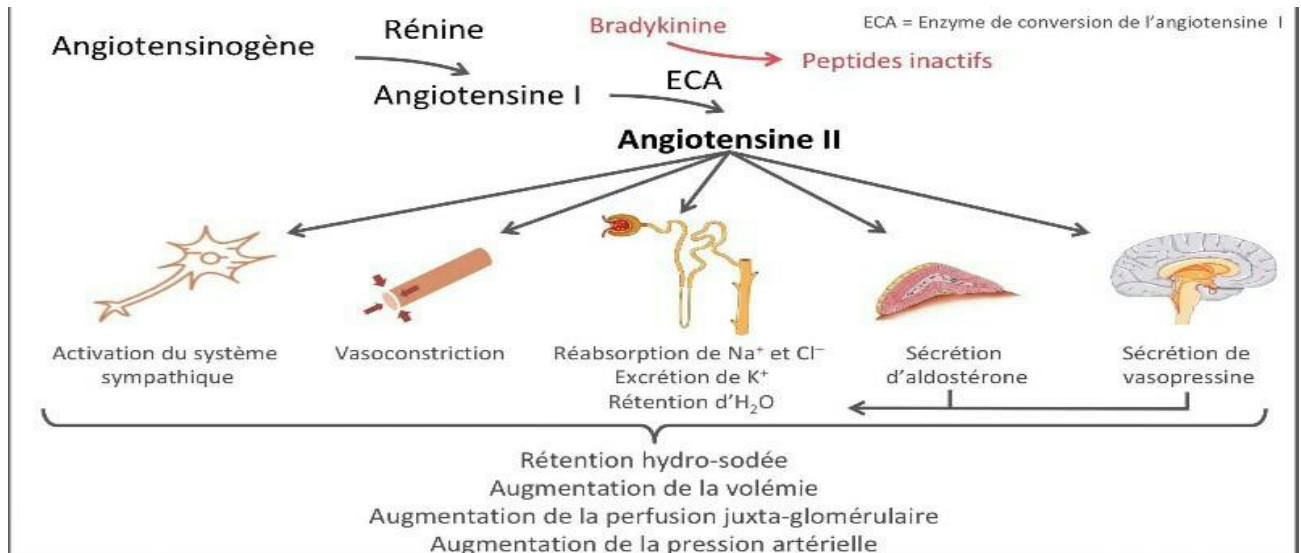 ECA = Enzyme de conversion de l'angiotensine I
Angiotensinogène
Rénine
Bradykinine
Peptides inactifs
Angiotensine I
ECA
Angiotensine II
Activation du système
sympathique
Vasoconstriction
Réabsorption de Na⁺ et Cl⁻
Excrétion de K⁺
Rétention d'H₂O
Sécrétion
d'aldostérone
Sécrétion de
vasopressine
Rétention hydro-sodée
Augmentation de la volémie
Augmentation de la perfusion juxta-glomérulaire
Augmentation de la pression artérielle